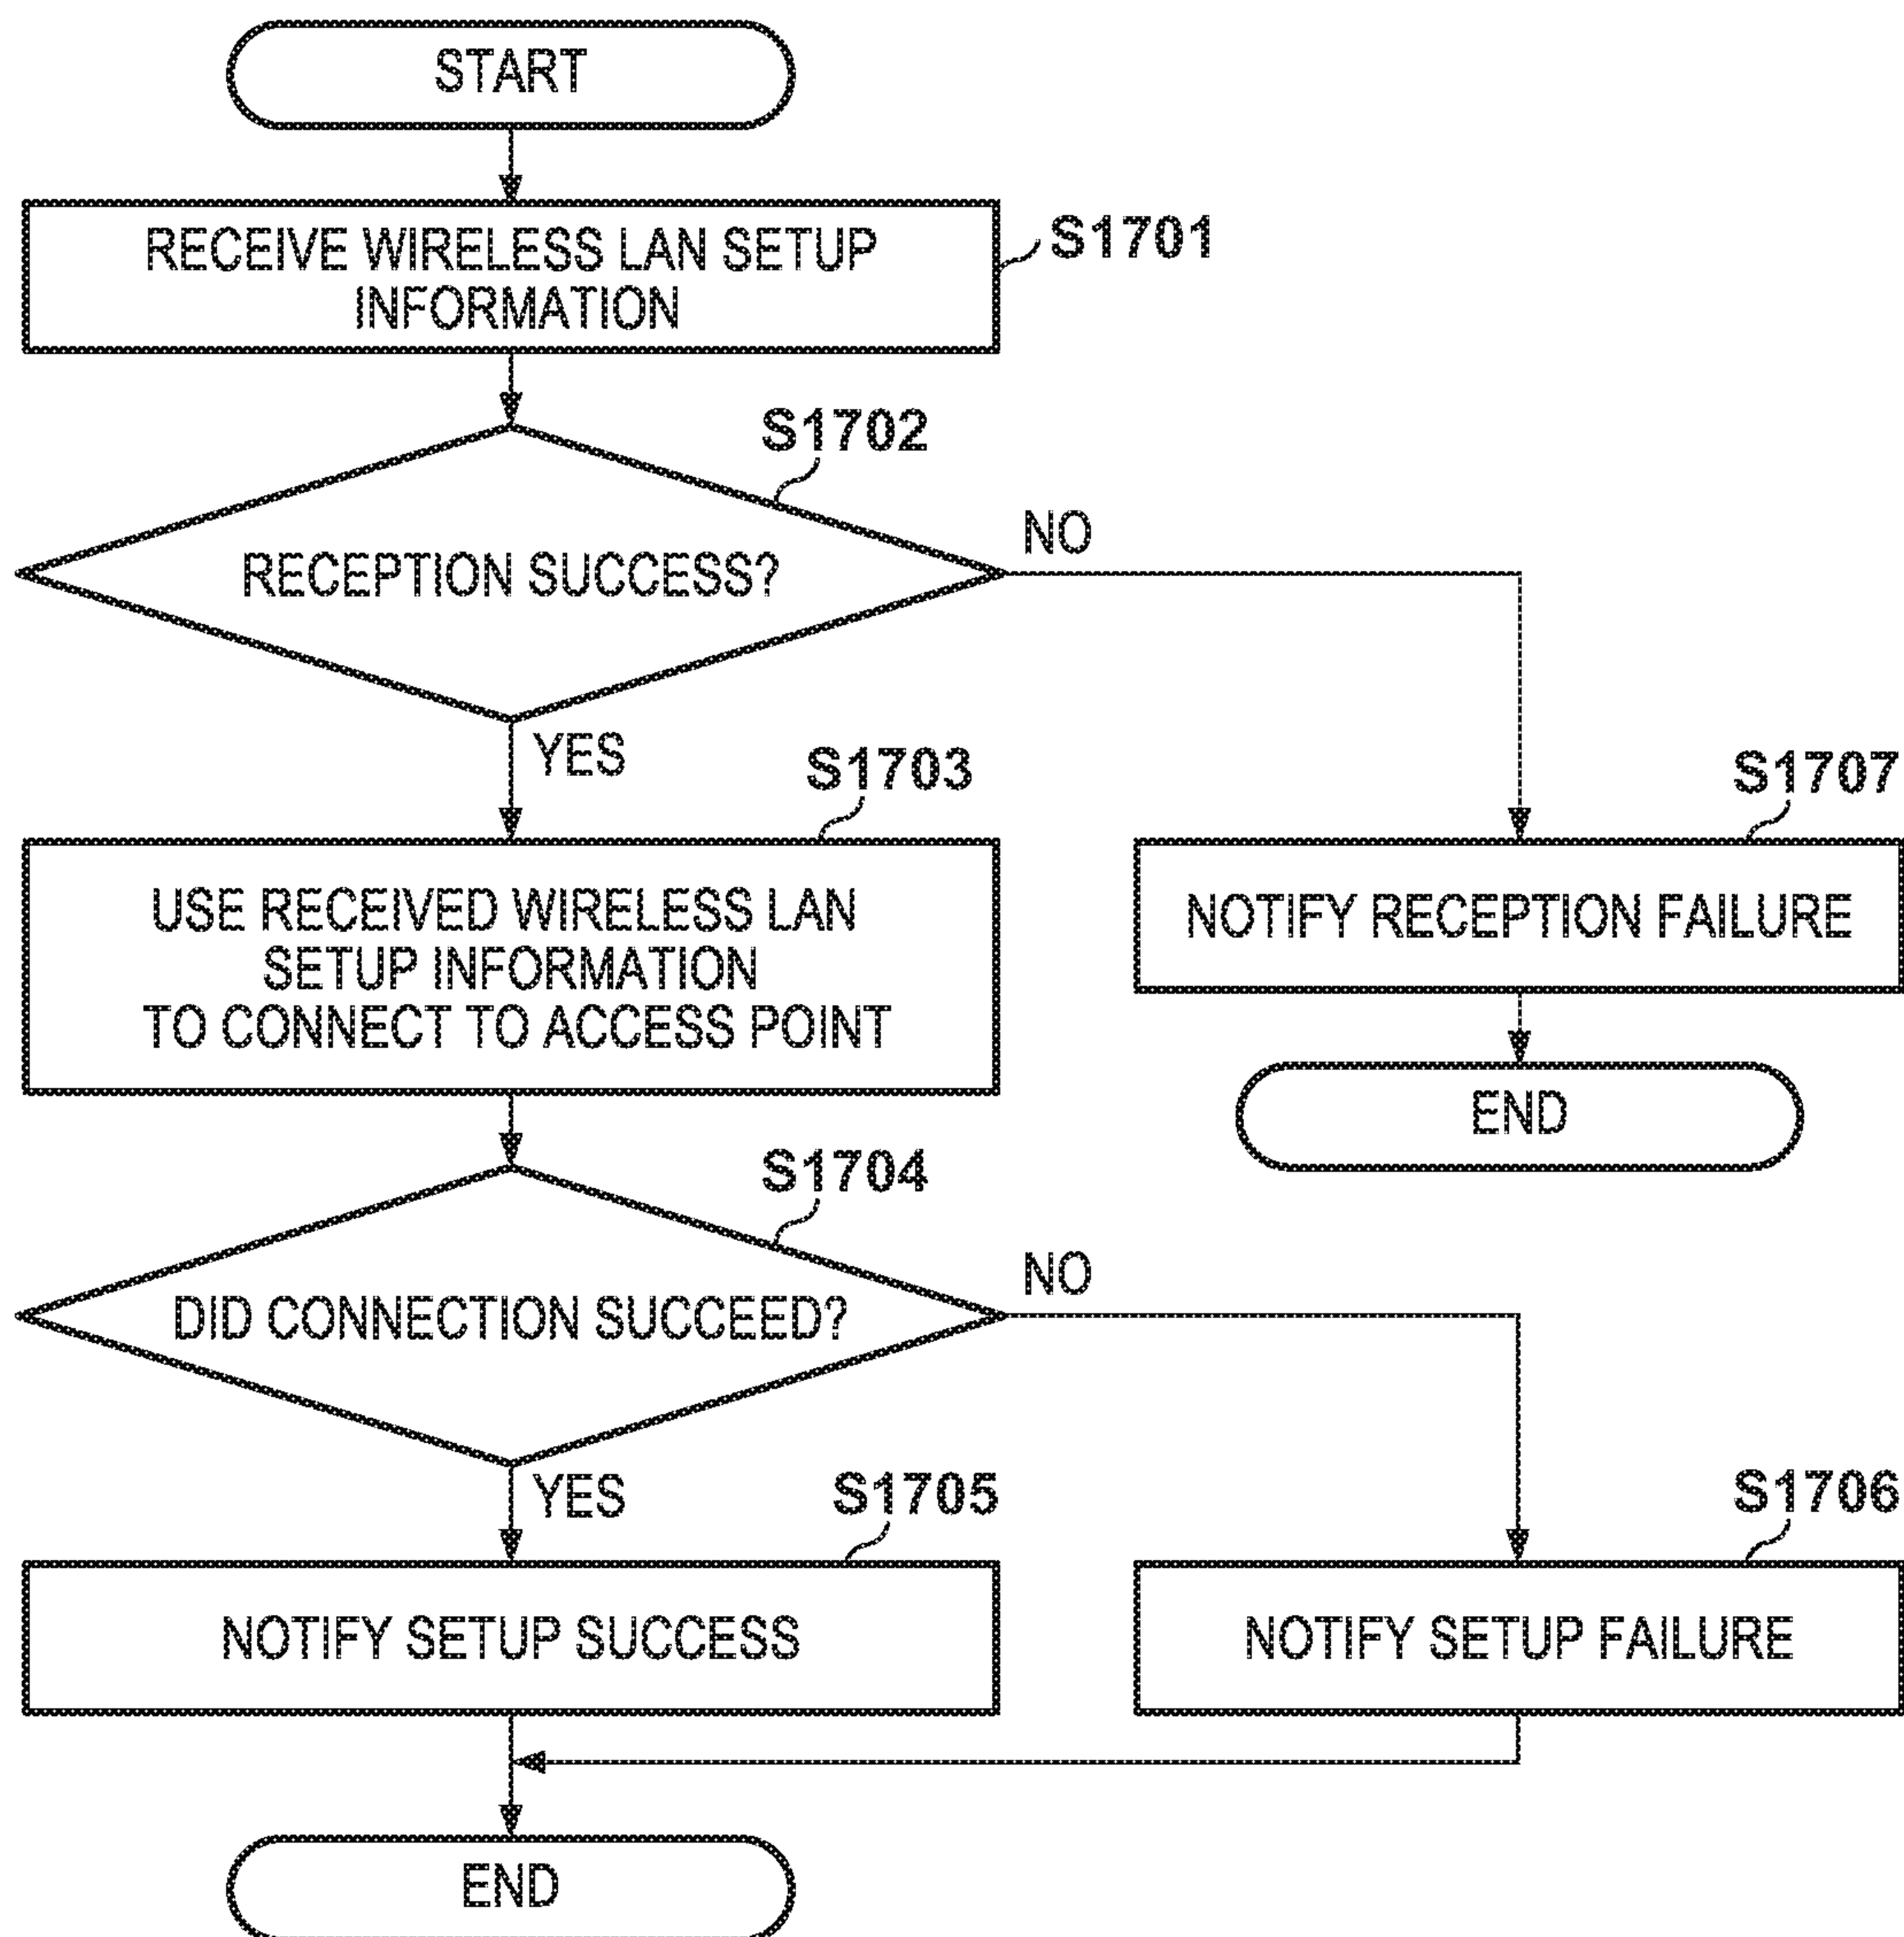 START
RECEIVE WIRELESS LAN SETUP
INFORMATION
S1701
S1702
RECEPTION SUCCESS?
NO
YES
S1703
USE RECEIVED WIRELESS LAN
SETUP INFORMATION
TO CONNECT TO ACCESS POINT
S1707
NOTIFY RECEPTION FAILURE
END
S1704
DID CONNECTION SUCCEED?
NO
YES
S1705
NOTIFY SETUP SUCCESS
S1706
NOTIFY SETUP FAILURE
END